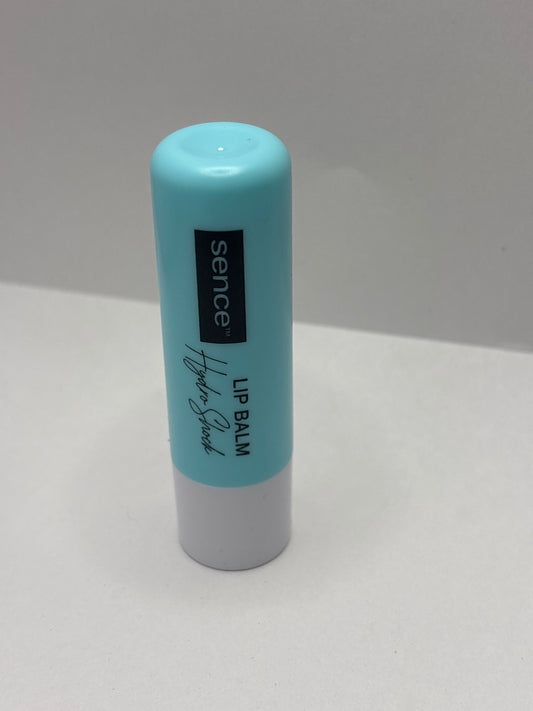 sence™
LIP BALM
Hydro Shock